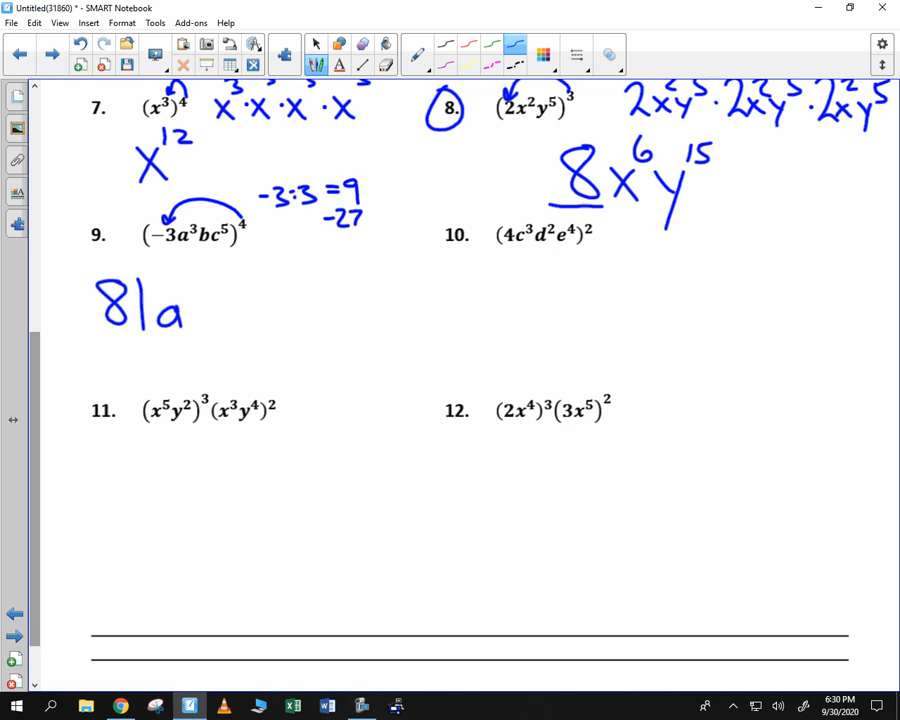 Untitled(31860) * - SMART Notebook
File Edit View Insert Format Tools Add-ons Help
7. (x³)⁴ x³·x³·x³·x³
8. (2x²y⁵)³ 2x²y⁵·2x²y⁵·2x²y⁵
x¹²
8x⁶y¹⁵
-3·-3=9
-27
9. (−3a³bc⁵)⁴
10. (4c³d²e⁴)²
81a
11. (x⁵y²)³(x³y⁴)²
12. (2x⁴)³(3x⁵)²
6:30 PM
9/30/2020